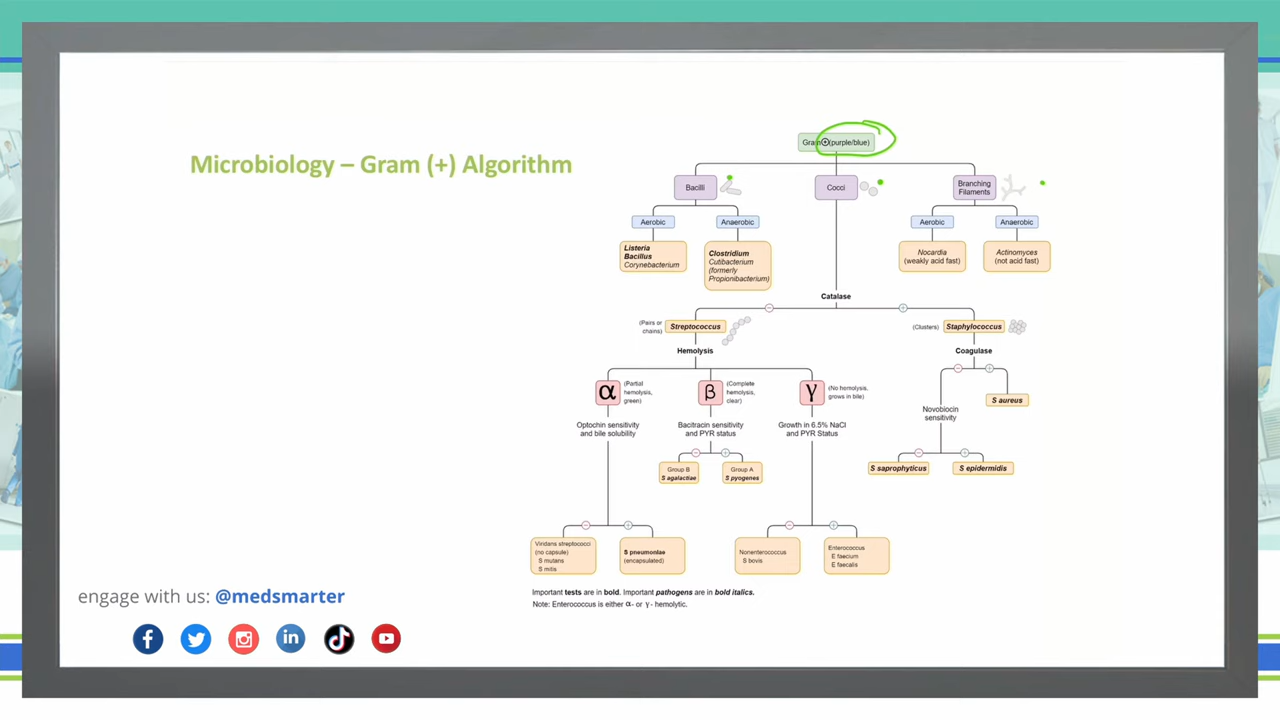 Microbiology – Gram (+) Algorithm
Gram (purple/blue)
Bacilli
Cocci
Branching
Filaments
Aerobic
Anaerobic
Aerobic
Anaerobic
Listeria
Bacillus
Corynebacterium
Clostridium
Cutibacterium
(formerly
Propionibacterium)
Nocardia
(weakly acid fast)
Actinomyces
(not acid fast)
Catalase
− +
(Pairs or
chains)
Streptococcus
(Clusters)
Staphylococcus
Hemolysis
Coagulase
− +
α
(Partial
hemolysis,
green)
β
(Complete
hemolysis,
clear)
γ
(No hemolysis,
grows in bile)
S aureus
Novobiocin
sensitivity
Optochin sensitivity
and bile solubility
Bacitracin sensitivity
and PYR status
Growth in 6.5% NaCl
and PYR Status
− +
− +
Group B
S agalactiae
Group A
S pyogenes
S saprophyticus
S epidermidis
− +
− +
Viridans streptococci
(no capsule)
S mutans
S mitis
S pneumoniae
(encapsulated)
Nonenterococcus
S bovis
Enterococcus
E faecium
E faecalis
Important tests are in bold. Important pathogens are in bold italics.
Note: Enterococcus is either α- or γ- hemolytic.
engage with us: @medsmarter